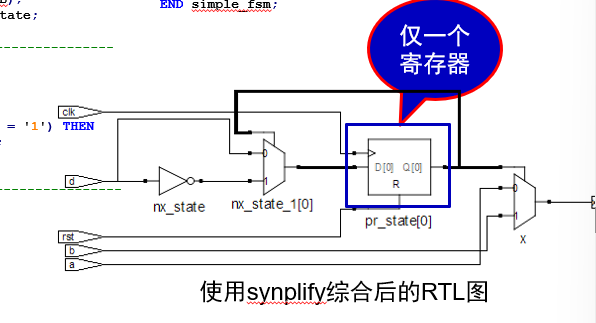 );
END simple_fsm;
tate;
仅一个
寄存器
clk
= '1') THEN
0
D[0] Q[0]
d
1
R
0
nx_state
nx_state_1[0]
pr_state[0]
1
x
rst
b
a
使用synplify综合后的RTL图